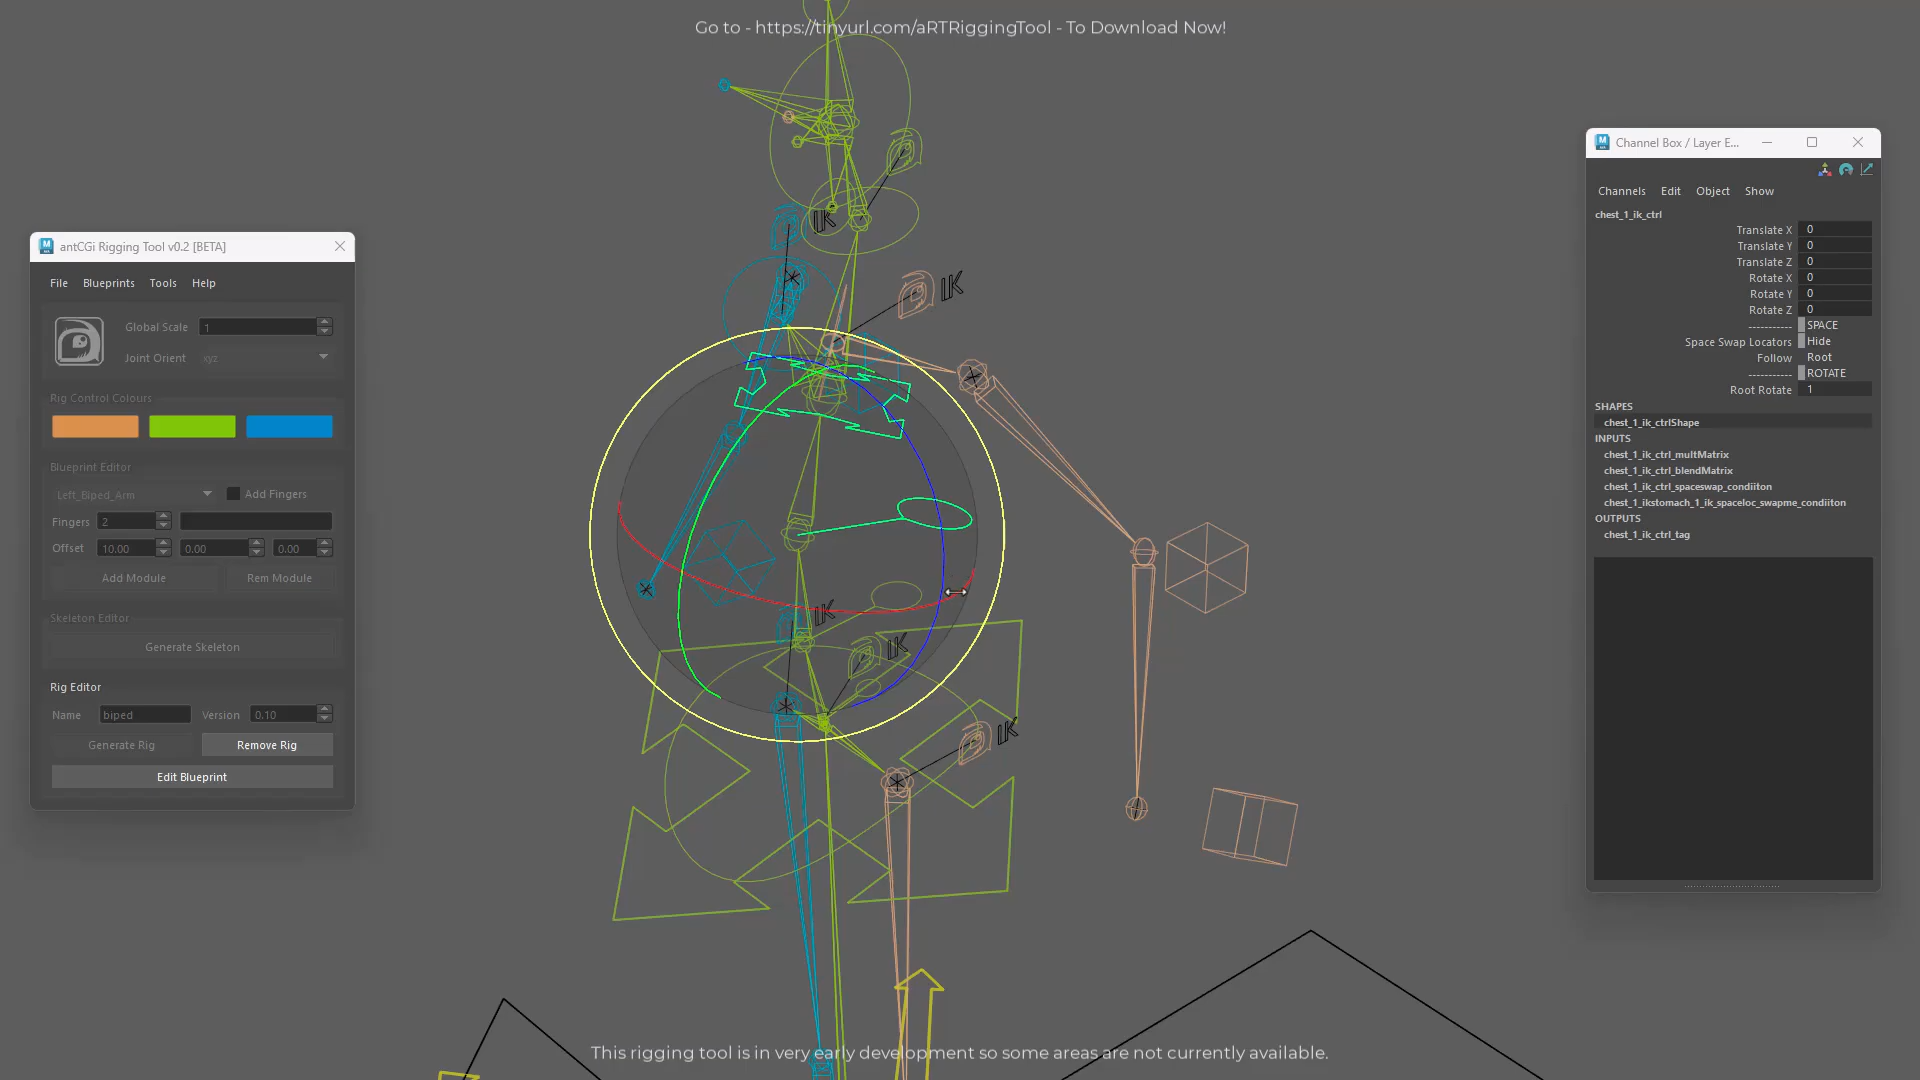 Go to - https://tinyurl.com/aRTRiggingTool - To Download Now!
antCGi Rigging Tool v0.2 [BETA]
File Blueprints Tools Help
Global Scale 1
Joint Orient xyz
Rig Control Colours
Blueprint Editor
Left_Biped_Arm Add Fingers
Fingers 2
Offset 10.00 0.00 0.00
Add Module Rem Module
Skeleton Editor
Generate Skeleton
Rig Editor
Name biped Version 0.10
Generate Rig Remove Rig
Edit Blueprint
IK
IK
IK
IK
IK
Channel Box / Layer E...
Channels Edit Object Show
chest_1_ik_ctrl
Translate X 0
Translate Y 0
Translate Z 0
Rotate X 0
Rotate Y 0
Rotate Z 0
----------- SPACE
Space Swap Locators Hide
Follow Root
----------- ROTATE
Root Rotate 1
SHAPES
chest_1_ik_ctrlShape
INPUTS
chest_1_ik_ctrl_multMatrix
chest_1_ik_ctrl_blendMatrix
chest_1_ik_ctrl_spaceswap_condiiton
chest_1_ikstomach_1_ik_spaceloc_swapme_condiiton
OUTPUTS
chest_1_ik_ctrl_tag
This rigging tool is in very early development so some areas are not currently available.